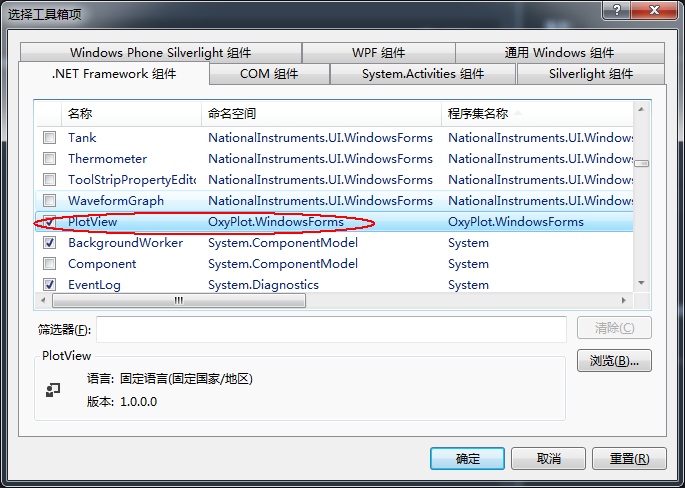 选择工具箱项
Windows Phone Silverlight 组件 WPF 组件 通用 Windows 组件
.NET Framework 组件 COM 组件 System.Activities 组件 Silverlight 组件
名称 命名空间 程序集名称
Tank NationalInstruments.UI.WindowsForms NationalInstruments.UI.Window
Thermometer NationalInstruments.UI.WindowsForms NationalInstruments.UI.Window
ToolStripPropertyEdito NationalInstruments.UI.WindowsForms NationalInstruments.UI.Window
WaveformGraph NationalInstruments.UI.WindowsForms NationalInstruments.UI.Window
PlotView OxyPlot.WindowsForms OxyPlot.WindowsForms
BackgroundWorker System.ComponentModel System
Component System.ComponentModel System
EventLog System.Diagnostics System
筛选器(F): 清除(C)
PlotView 浏览(B)...
语言: 固定语言(固定国家/地区)
版本: 1.0.0.0
确定 取消 重置(R)